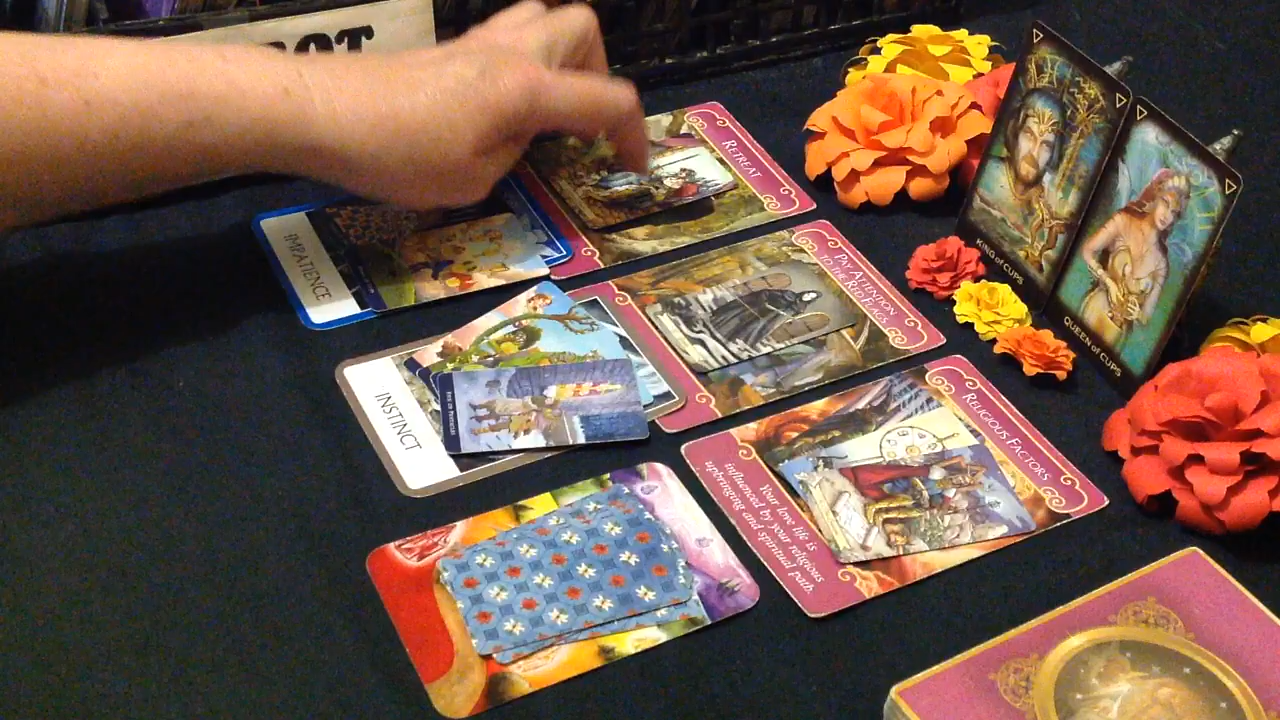 OT
RETREAT
IMPATIENCE
PAY ATTENTION
TO THE RED FLAGS
INSTINCT
RELIGIOUS FACTORS
Your love life is
influenced by your religious
upbringing and spiritual path.
KING of CUPS
QUEEN of CUPS